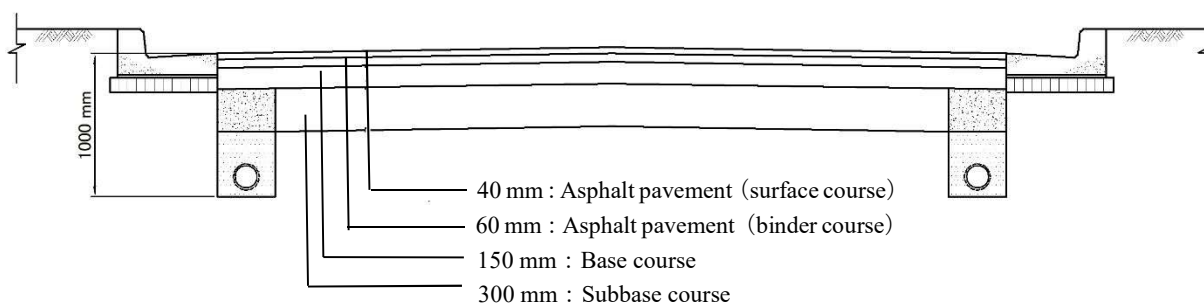 1000 mm
40 mm : Asphalt pavement（surface course）
60 mm : Asphalt pavement（binder course）
150 mm : Base course
300 mm : Subbase course